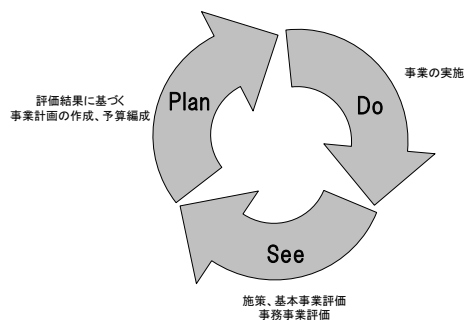 評価結果に基づく
事業計画の作成、予算編成
Plan
事業の実施
Do
See
施策、基本事業評価
事務事業評価